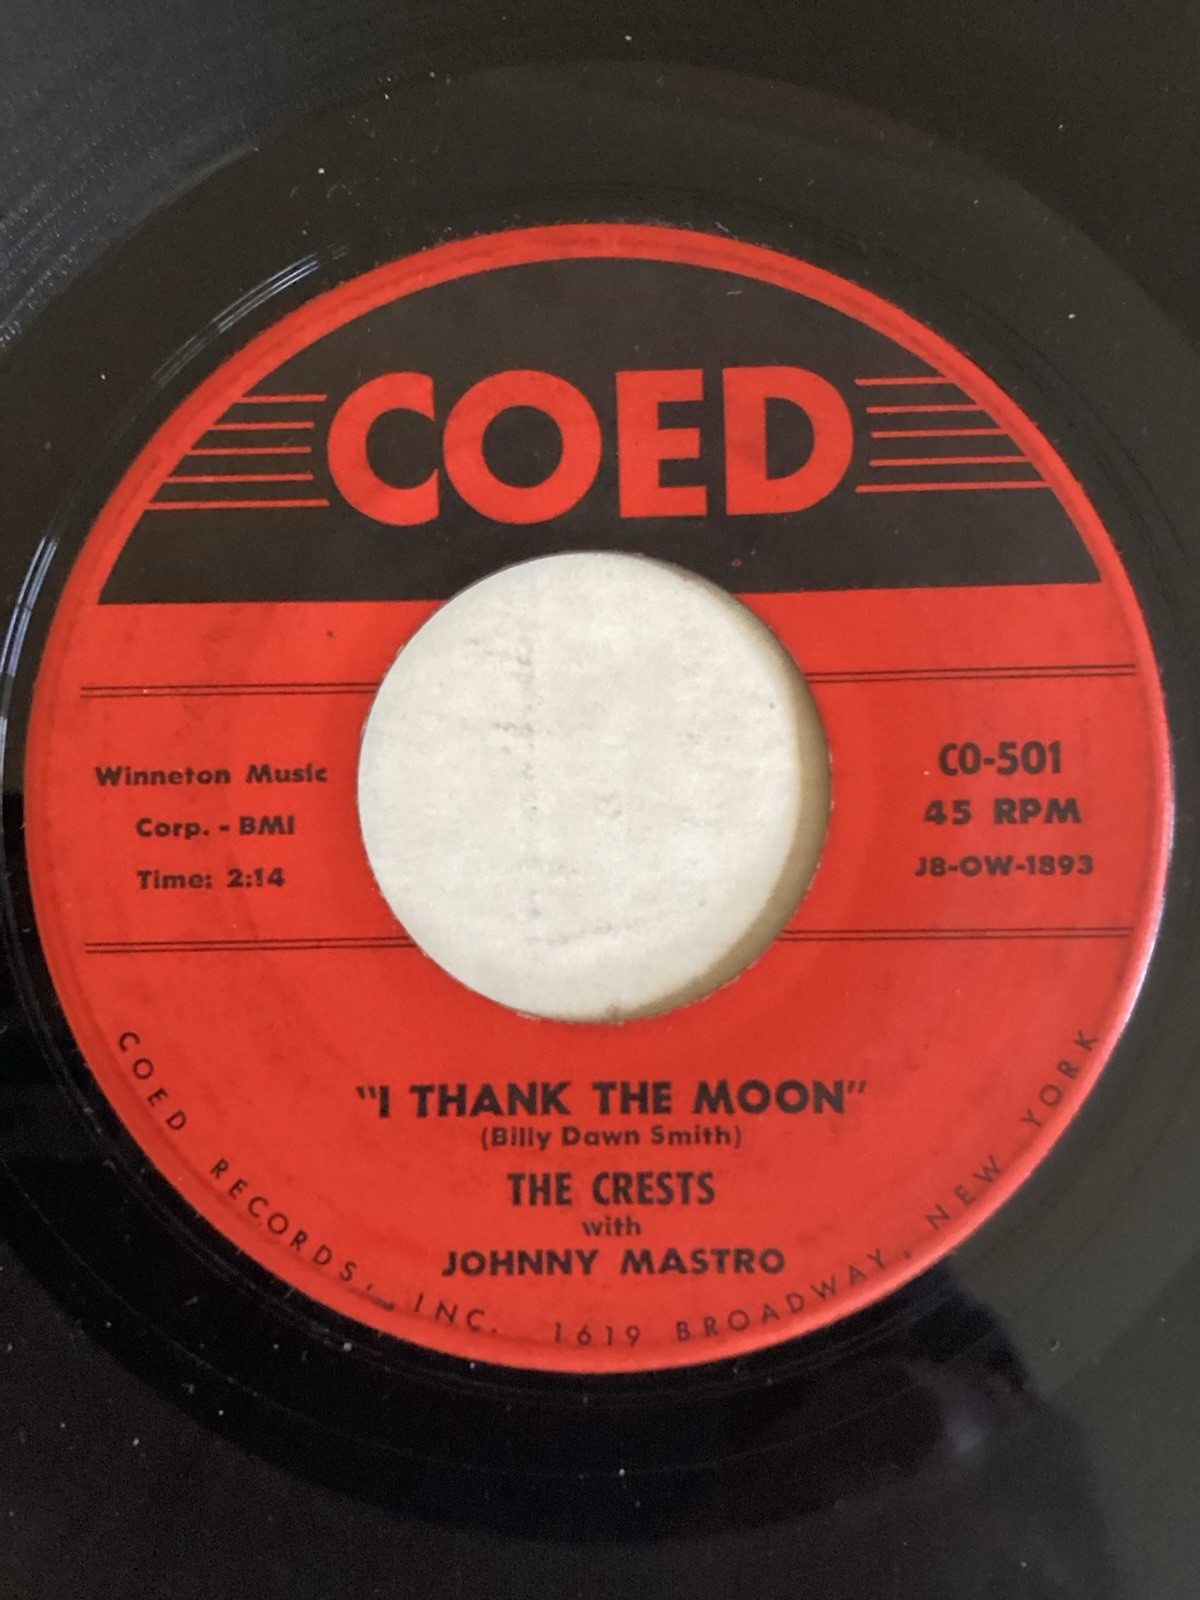 COED
Winneton Music
Corp. - BMI
Time: 2:14
CO-501
45 RPM
J8-OW-1893
"I THANK THE MOON"
(Billy Dawn Smith)
THE CRESTS
with
JOHNNY MASTRO
COED RECORDS, INC. 1619 BROADWAY, NEW YORK